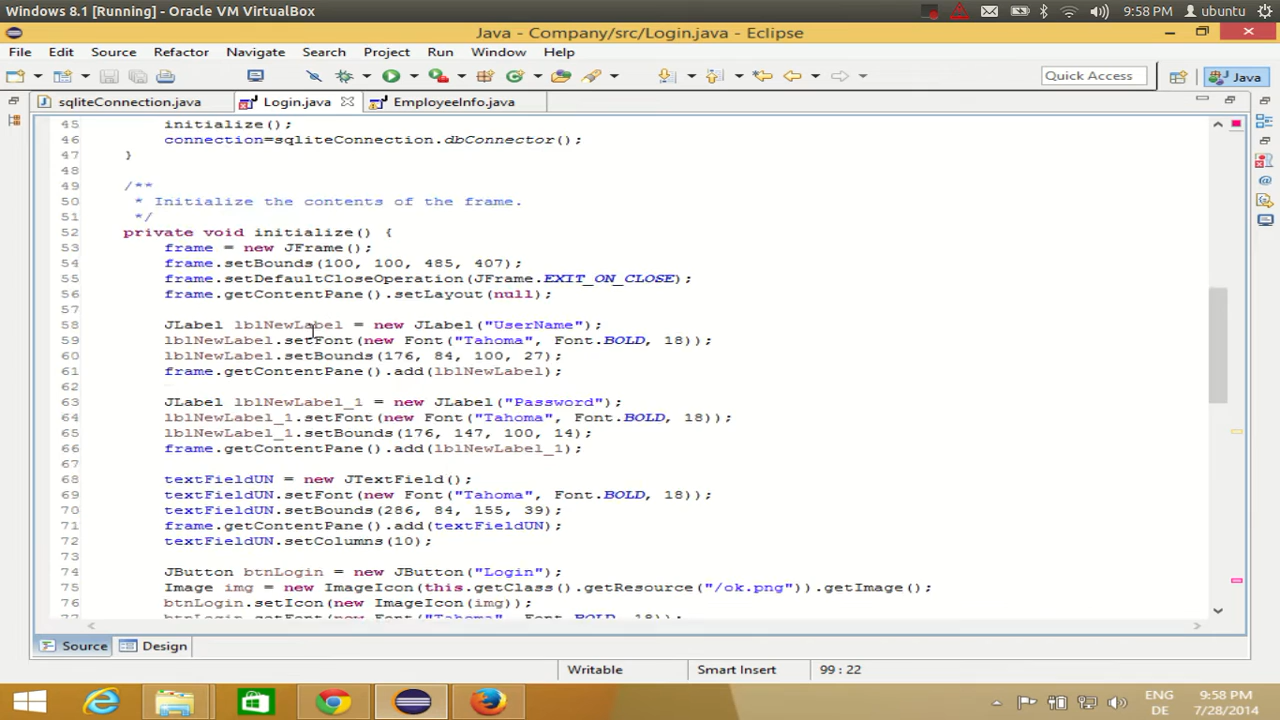 Windows 8.1 [Running] - Oracle VM VirtualBox
9:58 PM
ubuntu
Java - Company/src/Login.java - Eclipse
File Edit Source Refactor Navigate Search Project Run Window Help
Quick Access
Java
sqliteConnection.java
Login.java
EmployeeInfo.java
45 initialize();
46 connection=sqliteConnection.dbConnector();
47 }
48
49 /**
50 * Initialize the contents of the frame.
51 */
52 private void initialize() {
53 frame = new JFrame();
54 frame.setBounds(100, 100, 485, 407);
55 frame.setDefaultCloseOperation(JFrame.EXIT_ON_CLOSE);
56 frame.getContentPane().setLayout(null);
57
58 JLabel lblNewLabel = new JLabel("UserName");
59 lblNewLabel.setFont(new Font("Tahoma", Font.BOLD, 18));
60 lblNewLabel.setBounds(176, 84, 100, 27);
61 frame.getContentPane().add(lblNewLabel);
62
63 JLabel lblNewLabel_1 = new JLabel("Password");
64 lblNewLabel_1.setFont(new Font("Tahoma", Font.BOLD, 18));
65 lblNewLabel_1.setBounds(176, 147, 100, 14);
66 frame.getContentPane().add(lblNewLabel_1);
67
68 textFieldUN = new JTextField();
69 textFieldUN.setFont(new Font("Tahoma", Font.BOLD, 18));
70 textFieldUN.setBounds(286, 84, 155, 39);
71 frame.getContentPane().add(textFieldUN);
72 textFieldUN.setColumns(10);
73
74 JButton btnLogin = new JButton("Login");
75 Image img = new ImageIcon(this.getClass().getResource("/ok.png")).getImage();
76 btnLogin.setIcon(new ImageIcon(img));
77 btnLogin.setFont(new Font("Tahoma", Font.BOLD, 18));
Source
Design
Writable
Smart Insert
99 : 22
ENG
DE
9:58 PM
7/28/2014